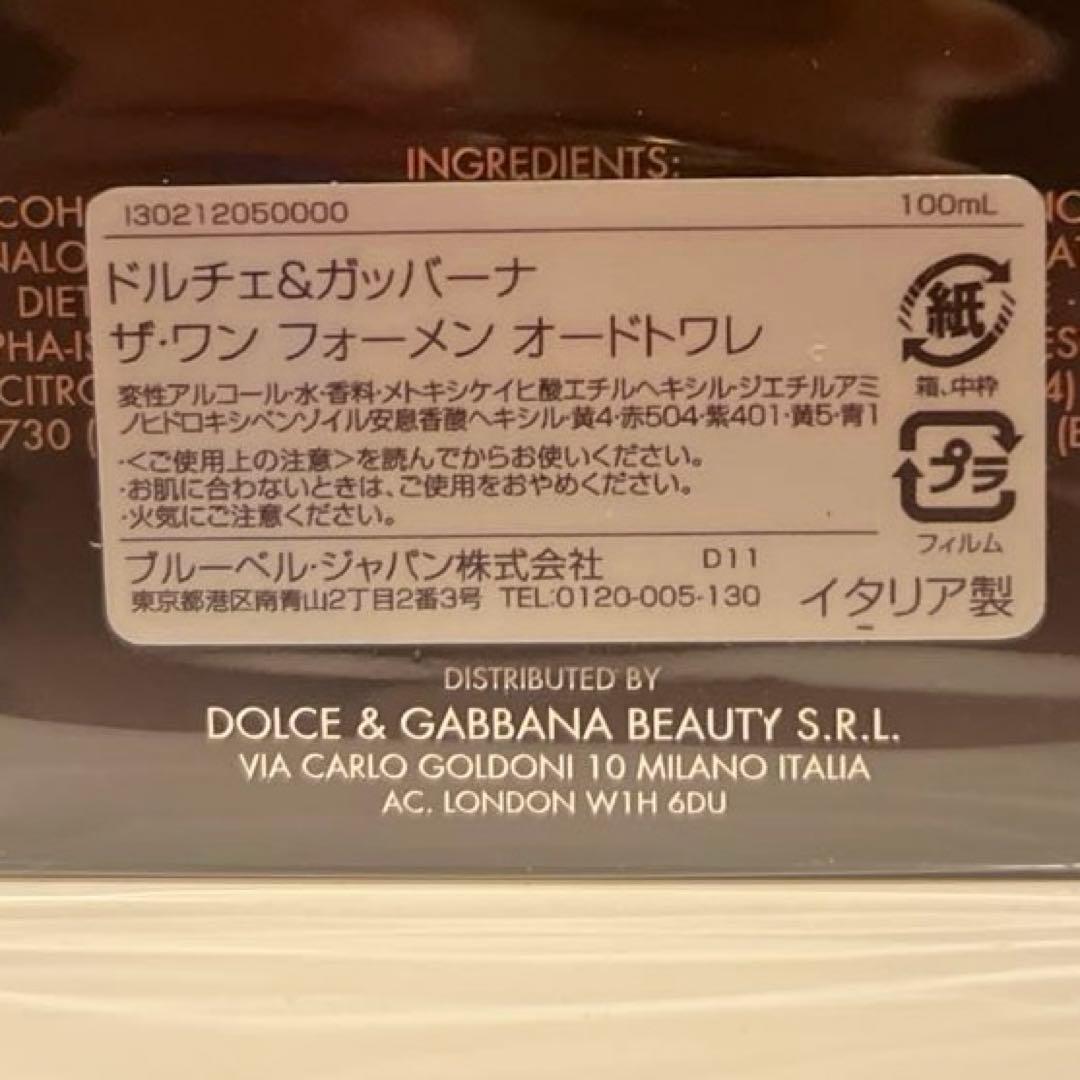 INGREDIENTS:
I30212050000 100mL
ドルチェ&ガッバーナ
ザ・ワン フォーメン オードトワレ
変性アルコール・水・香料・メトキシケイヒ酸エチルヘキシル・ジエチルアミ
ノヒドロキシベンゾイル安息香酸ヘキシル・黄4・赤504・紫401・黄5・青1
・<ご使用上の注意>を読んでからお使いください。
・お肌に合わないときは、ご使用をおやめください。
・火気にご注意ください。
紙
箱、中枠
プラ
フィルム
ブルーベル・ジャパン株式会社 D11
東京都港区南青山2丁目2番3号 TEL:0120-005-130
イタリア製
DISTRIBUTED BY
DOLCE & GABBANA BEAUTY S.R.L.
VIA CARLO GOLDONI 10 MILANO ITALIA
AC. LONDON W1H 6DU